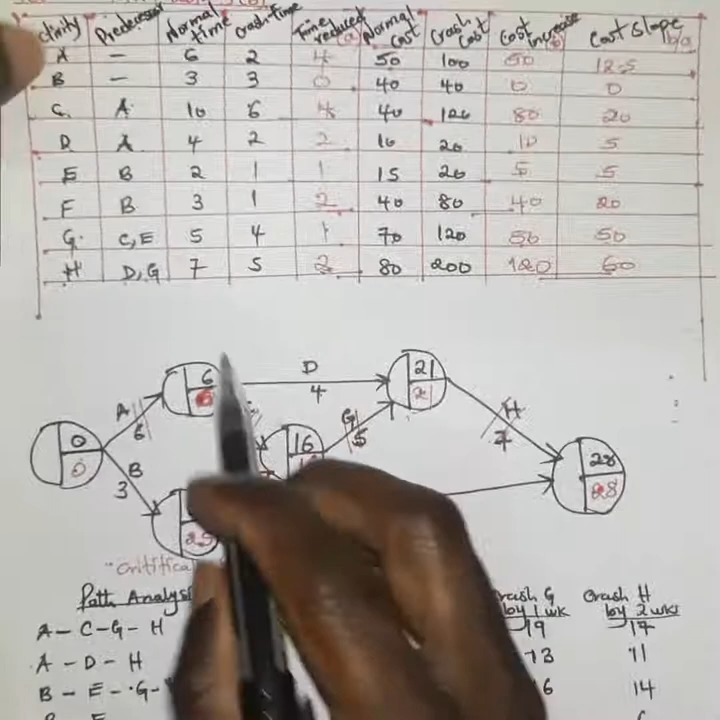 ctivity Predecessor Normal time Crash-Time Time reduced (a) Normal Cost Crash Cost Cost increase (b) Cost Slope b/a
A — 6 2 4 50 100 50 12.5
B — 3 3 0 40 40 0 0
C A 10 6 4 40 120 80 20
D A 4 2 2 10 20 10 5
E B 2 1 1 15 20 5 5
F B 3 1 2 40 80 40 20
G C,E 5 4 1 70 120 50 50
H D,G 7 5 2 80 200 120 60
D
4
6
21
21
A
6
G
5
H
7
0
0
16
28
28
B
3
25
Path Analysi
Crash G by 1 wk
Crash H by 2 wks
A - C - G - H 19 17
A - D - H 13 11
B - E - G - 6 14